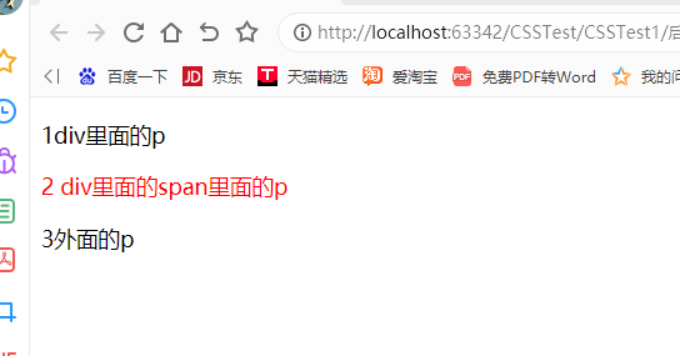 http://localhost:63342/CSSTest/CSSTest1/后
百度一下 JD 京东 T 天猫精选 淘 爱淘宝 PDF 免费PDF转Word 我的问
1div里面的p
2 div里面的span里面的p
3外面的p